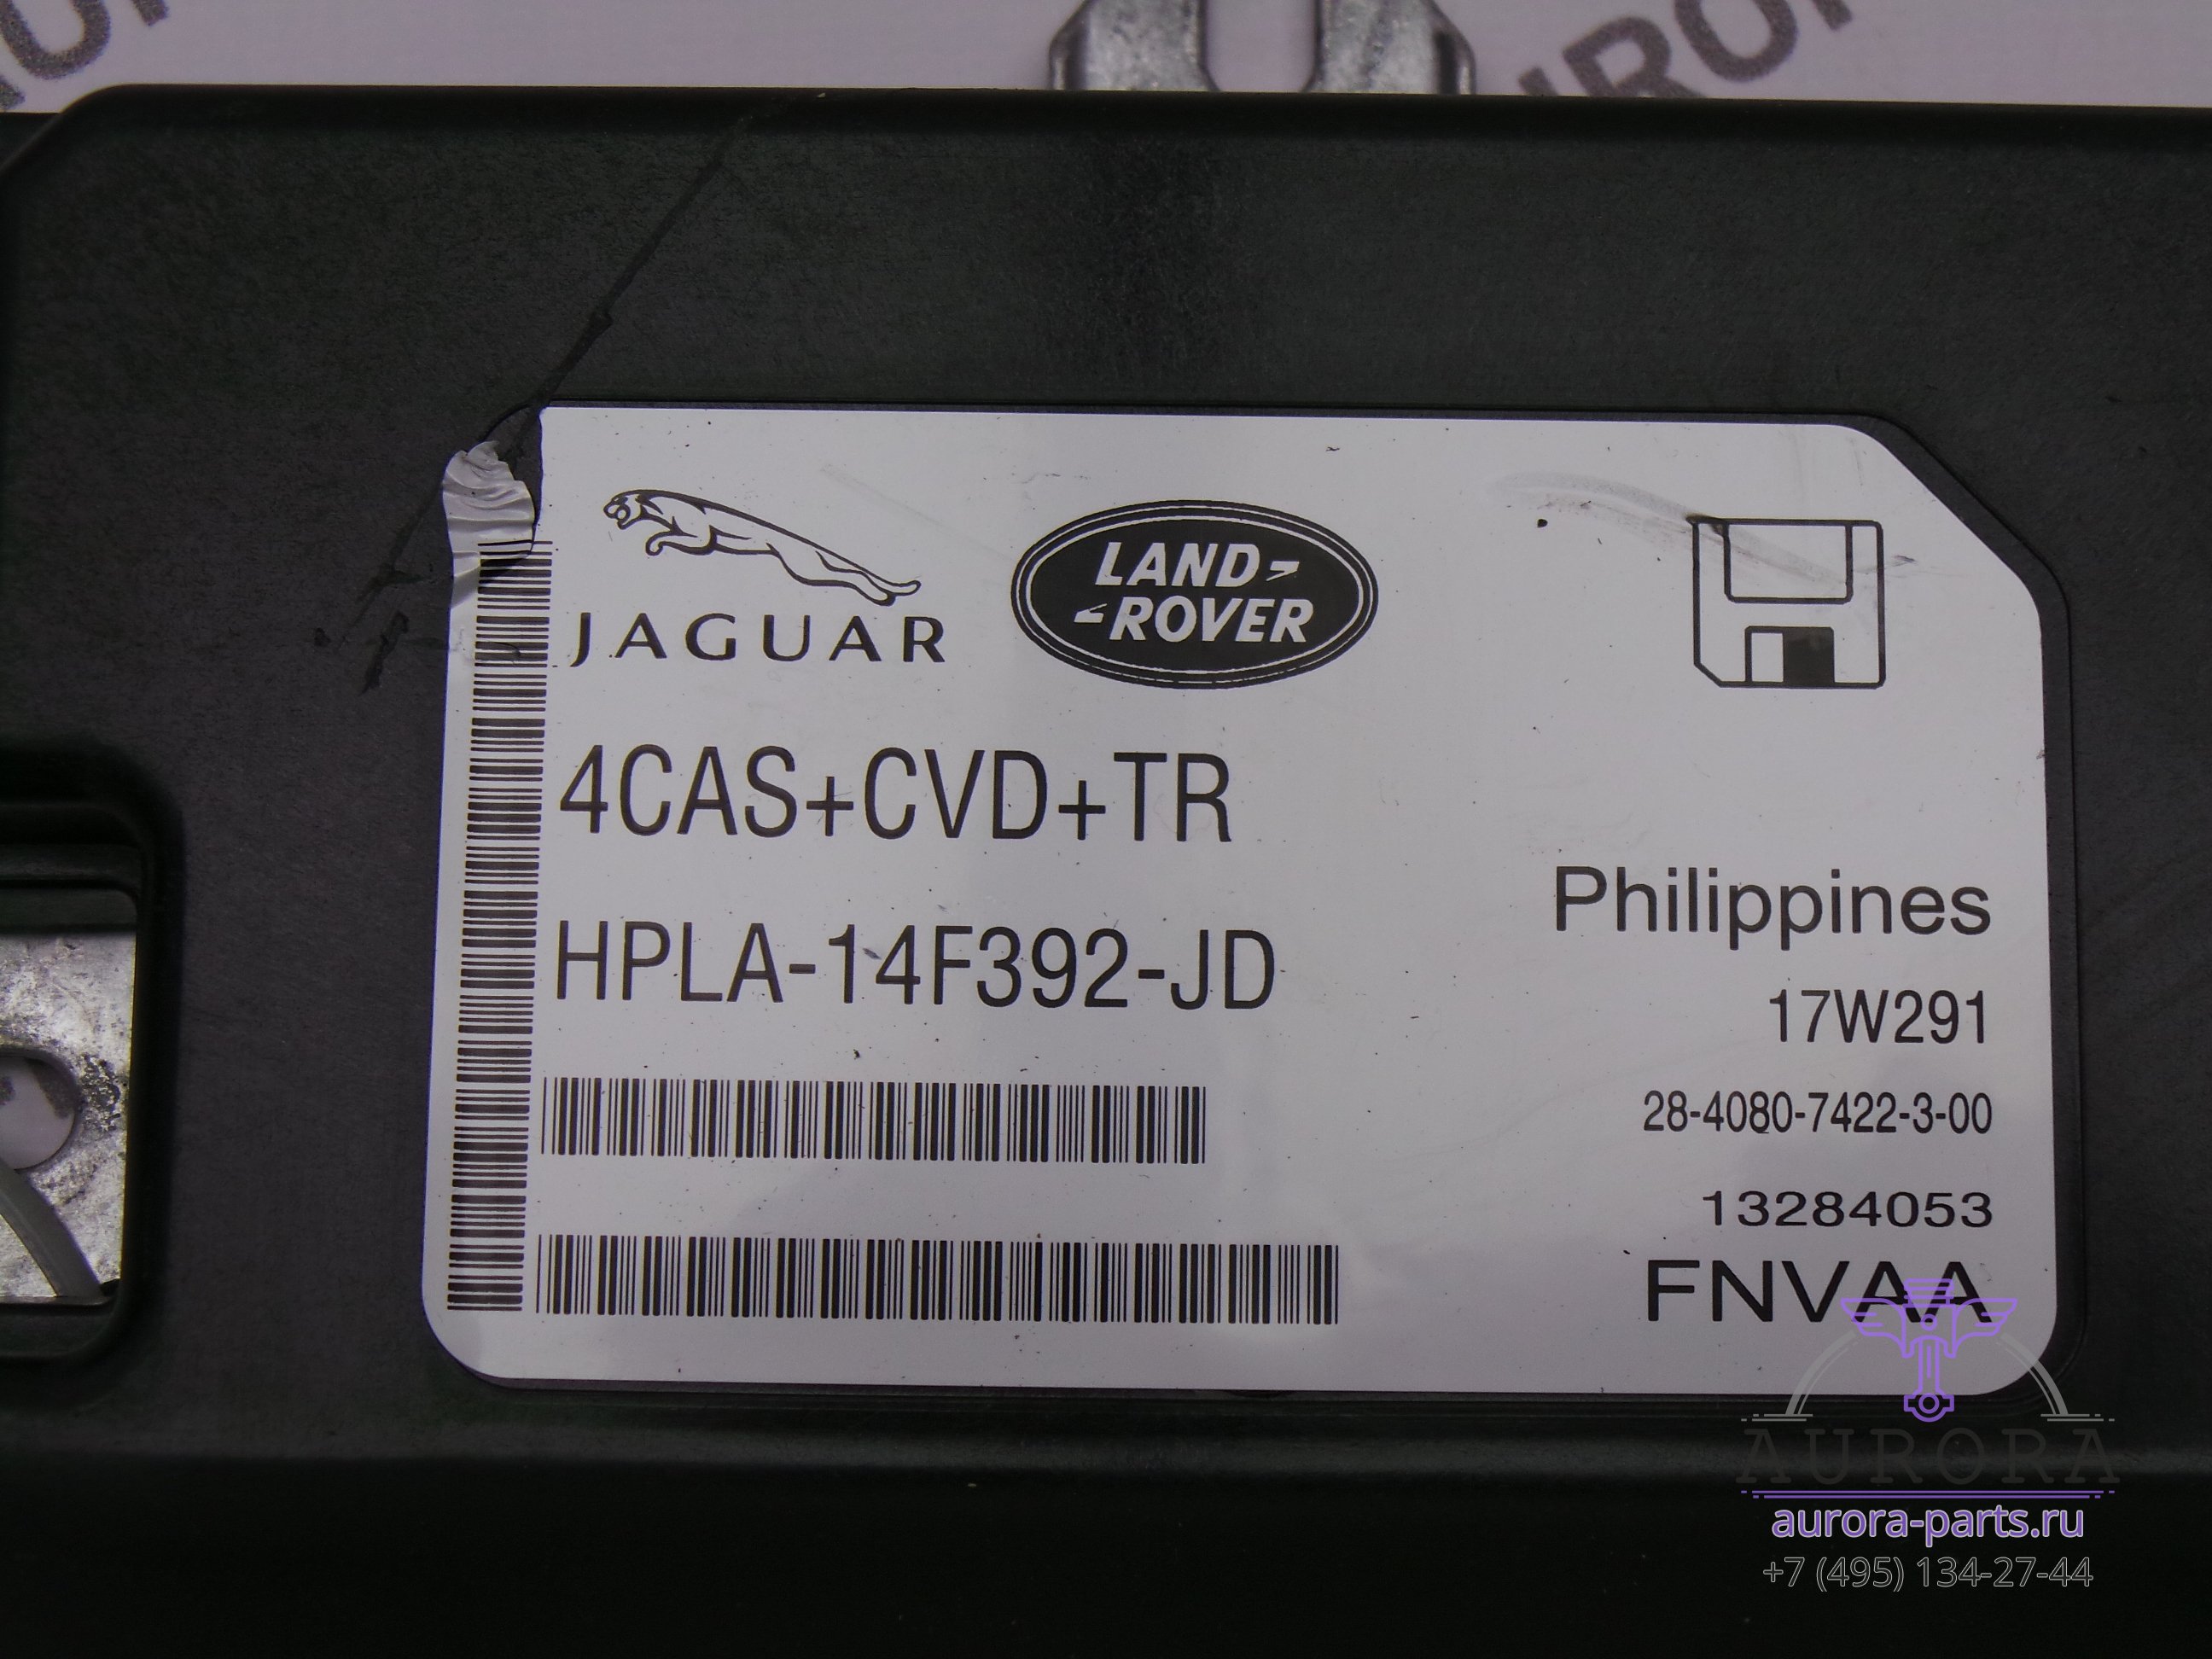 JAGUAR
LAND
ROVER
4CAS+CVD+TR
HPLA-14F392-JD
Philippines
17W291
28-4080-7422-3-00
13284053
FNVAA
AURORA
aurora-parts.ru
+7 (495) 134-27-44